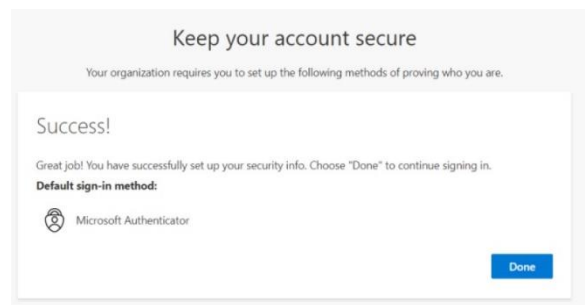 Keep your account secure
Your organization requires you to set up the following methods of proving who you are.
Success!
Great job! You have successfully set up your security info. Choose "Done" to continue signing in.
Default sign-in method:
Microsoft Authenticator
Done